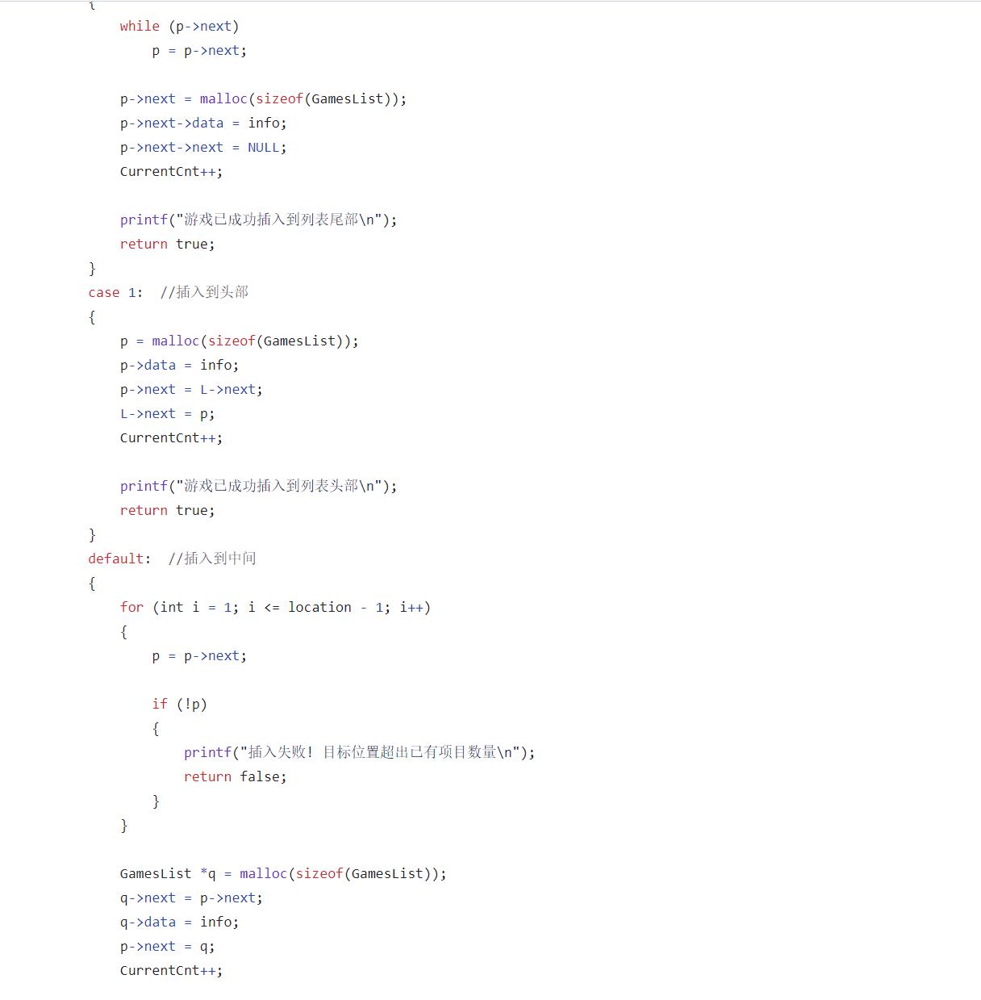 {
while (p->next)
p = p->next;
p->next = malloc(sizeof(GamesList));
p->next->data = info;
p->next->next = NULL;
CurrentCnt++;
printf("游戏已成功插入到列表尾部\n");
return true;
}
case 1:  //插入到头部
{
p = malloc(sizeof(GamesList));
p->data = info;
p->next = L->next;
L->next = p;
CurrentCnt++;
printf("游戏已成功插入到列表头部\n");
return true;
}
default:  //插入到中间
{
for (int i = 1; i <= location - 1; i++)
{
p = p->next;
if (!p)
{
printf("插入失败! 目标位置超出已有项目数量\n");
return false;
}
}
GamesList *q = malloc(sizeof(GamesList));
q->next = p->next;
q->data = info;
p->next = q;
CurrentCnt++;